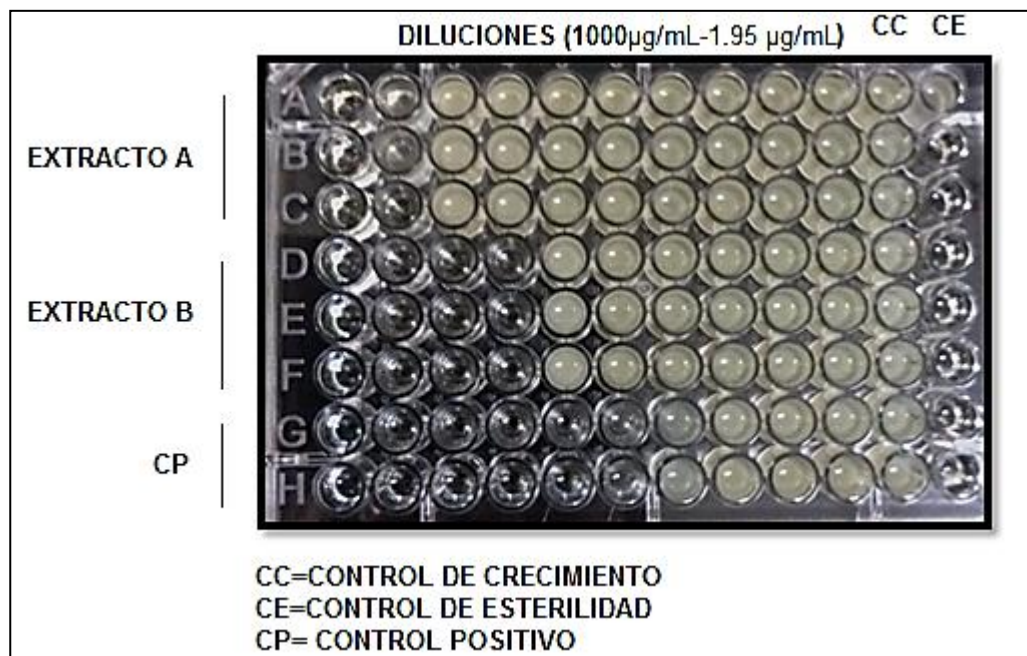 DILUCIONES (1000µg/mL-1.95 µg/mL) CC CE
A
B
EXTRACTO A
C
D
EXTRACTO B
E
F
G
CP
H
CC=CONTROL DE CRECIMIENTO
CE=CONTROL DE ESTERILIDAD
CP= CONTROL POSITIVO